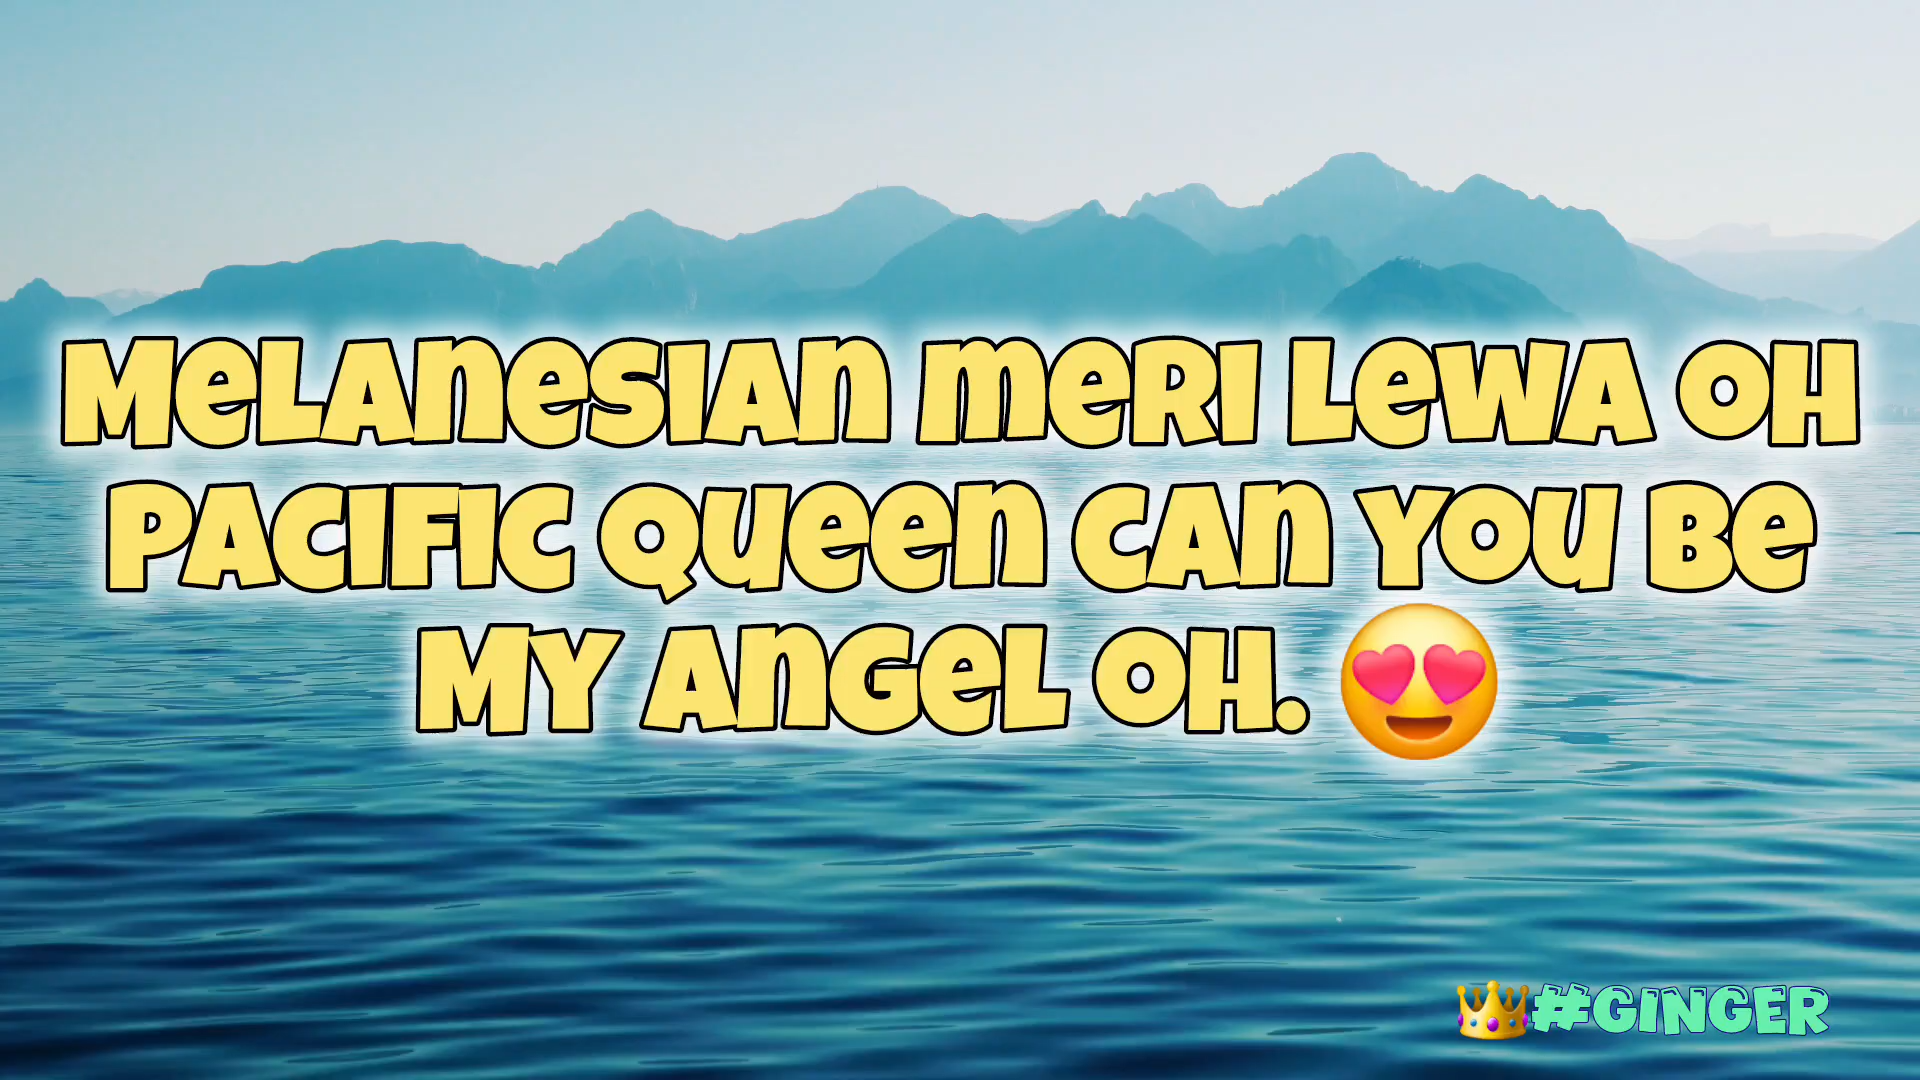 Melanesian meri lewa oh
Pacific Queen can you be
my angel oh. 😍
👑#GINGER